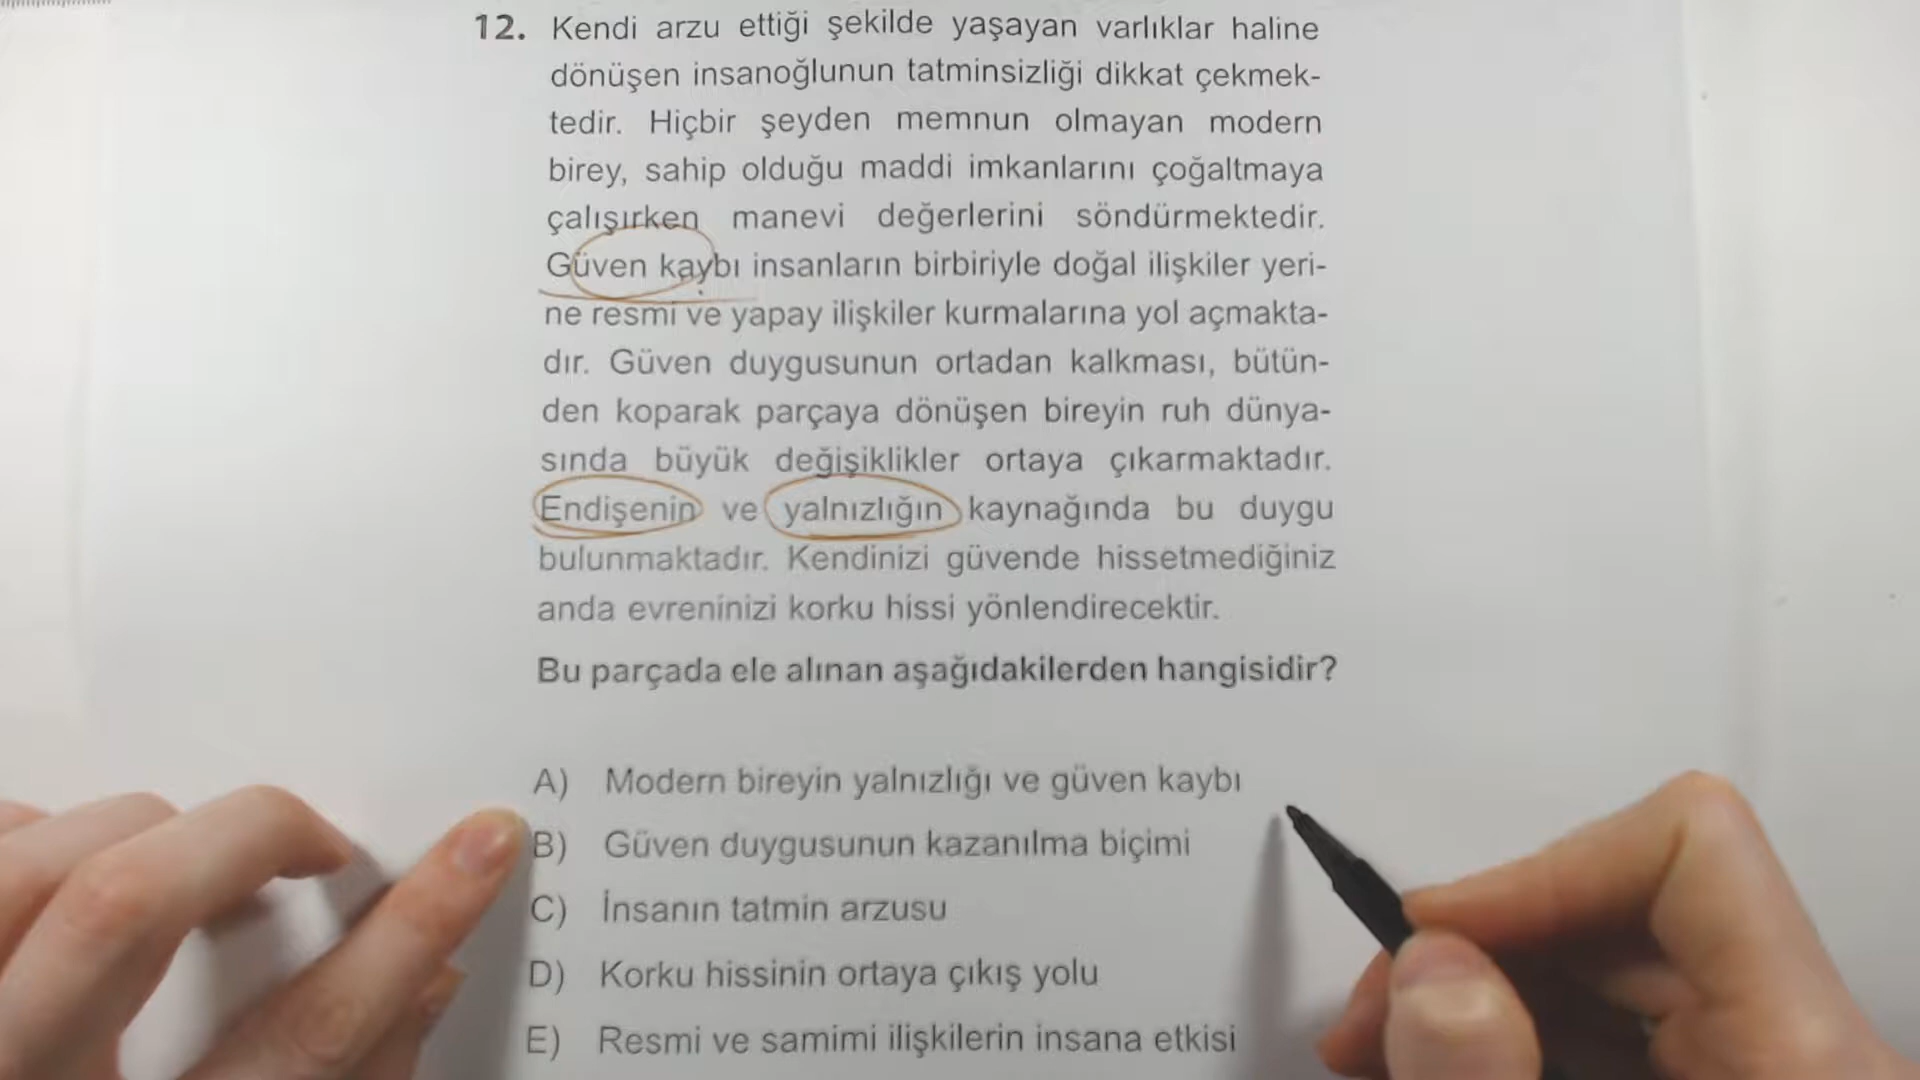 12. Kendi arzu ettiği şekilde yaşayan varlıklar haline
dönüşen insanoğlunun tatminsizliği dikkat çekmek-
tedir. Hiçbir şeyden memnun olmayan modern
birey, sahip olduğu maddi imkanlarını çoğaltmaya
çalışırken manevi değerlerini söndürmektedir.
Güven kaybı insanların birbiriyle doğal ilişkiler yeri-
ne resmi ve yapay ilişkiler kurmalarına yol açmakta-
dır. Güven duygusunun ortadan kalkması, bütün-
den koparak parçaya dönüşen bireyin ruh dünya-
sında büyük değişiklikler ortaya çıkarmaktadır.
Endişenin ve yalnızlığın kaynağında bu duygu
bulunmaktadır. Kendinizi güvende hissetmediğiniz
anda evreninizi korku hissi yönlendirecektir.
Bu parçada ele alınan aşağıdakilerden hangisidir?
A) Modern bireyin yalnızlığı ve güven kaybı
B) Güven duygusunun kazanılma biçimi
C) İnsanın tatmin arzusu
D) Korku hissinin ortaya çıkış yolu
E) Resmi ve samimi ilişkilerin insana etkisi